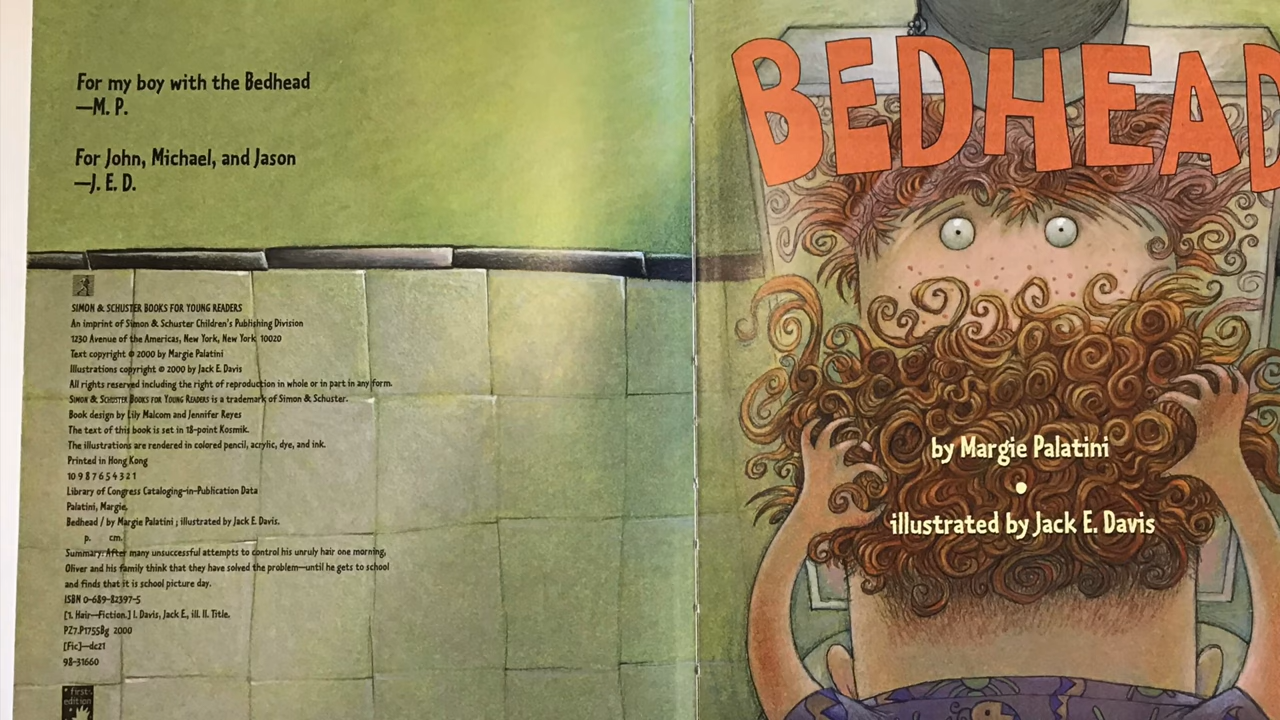 For my boy with the Bedhead
—M. P.
For John, Michael, and Jason
—J. E. D.
SIMON & SCHUSTER BOOKS FOR YOUNG READERS
An imprint of Simon & Schuster Children's Publishing Division
1230 Avenue of the Americas, New York, New York 10020
Text copyright © 2000 by Margie Palatini
Illustrations copyright © 2000 by Jack E. Davis
All rights reserved including the right of reproduction in whole or in part in any form.
SIMON & SCHUSTER BOOKS FOR YOUNG READERS is a trademark of Simon & Schuster.
Book design by Lily Malcom and Jennifer Reyes
The text of this book is set in 18-point Kosmik.
The illustrations are rendered in colored pencil, acrylic, dye, and ink.
Printed in Hong Kong
10 9 8 7 6 5 4 3 2 1
Library of Congress Cataloging-in-Publication Data
Palatini, Margie.
Bedhead / by Margie Palatini ; illustrated by Jack E. Davis.
p. cm.
Summary: After many unsuccessful attempts to control his unruly hair one morning,
Oliver and his family think that they have solved the problem—until he gets to school
and finds that it is school picture day.
ISBN 0-689-82397-5
[1. Hair—Fiction.] I. Davis, Jack E., ill. II. Title.
PZ7.P1755Bg 2000
[Fic]—dc21
98-31660
first
edition
BEDHEAD
by Margie Palatini
illustrated by Jack E. Davis